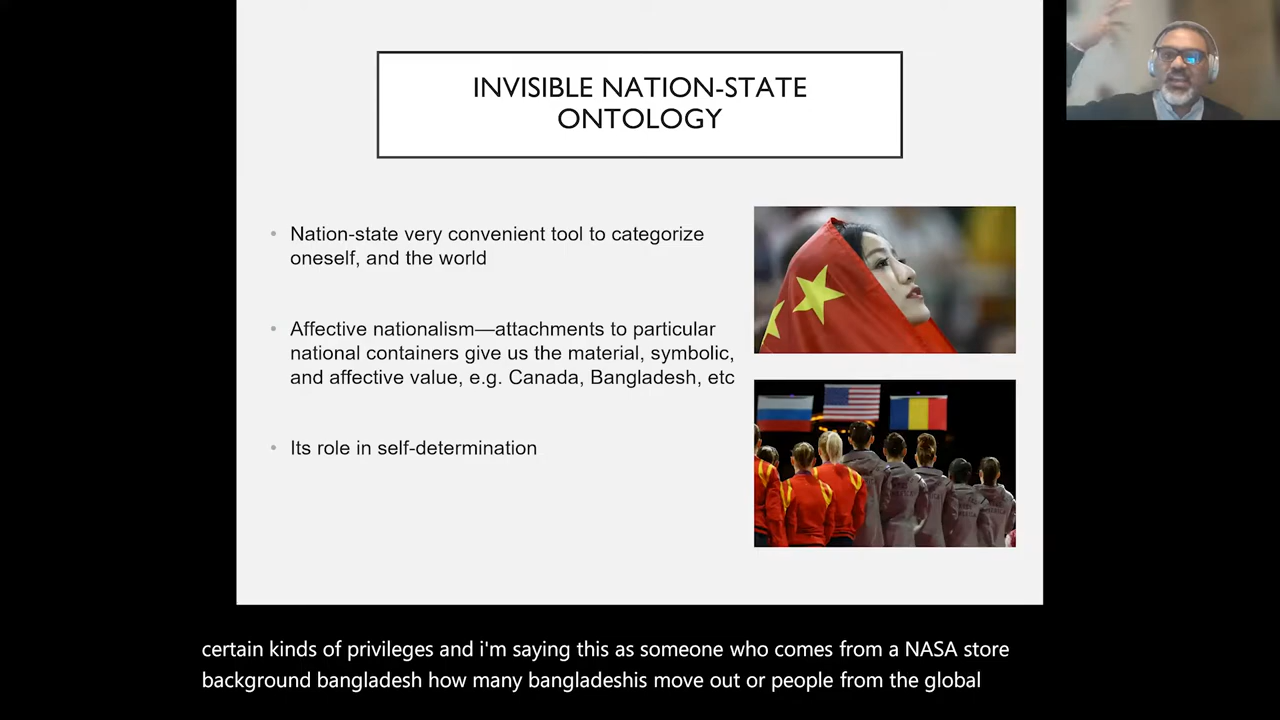 INVISIBLE NATION-STATE
ONTOLOGY
• Nation-state very convenient tool to categorize
oneself, and the world
• Affective nationalism—attachments to particular
national containers give us the material, symbolic,
and affective value, e.g. Canada, Bangladesh, etc
• Its role in self-determination
certain kinds of privileges and i'm saying this as someone who comes from a NASA store
background bangladesh how many bangladeshis move out or people from the global